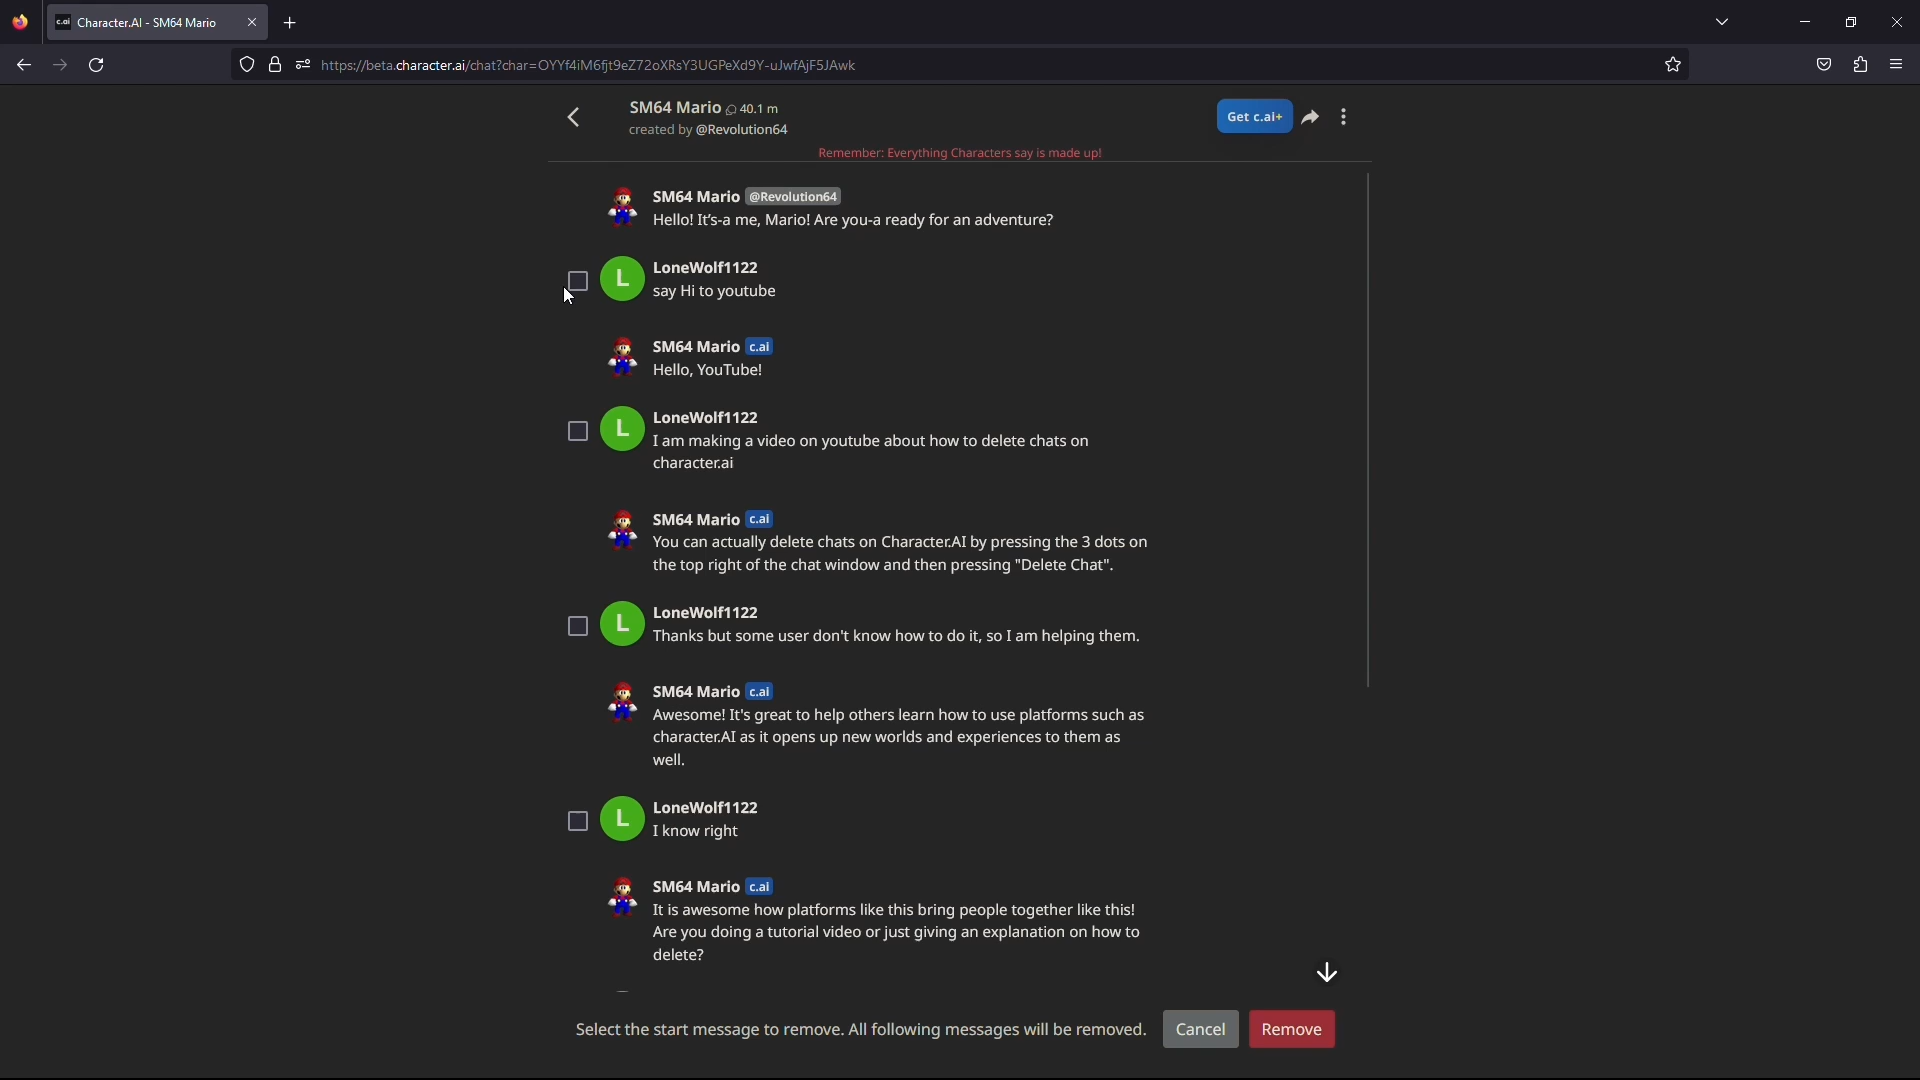 c.ai Character.AI - SM64 Mario
https://beta.character.ai/chat?char=OYYf4iM6fjt9eZ72oXRsY3UGPeXd9Y-uJwfAjF5JAwk
SM64 Mario 40.1 m
created by @Revolution64
Get c.ai+
Remember: Everything Characters say is made up!
SM64 Mario @Revolution64
Hello! It's-a me, Mario! Are you-a ready for an adventure?
L LoneWolf1122
say Hi to youtube
SM64 Mario c.ai
Hello, YouTube!
L LoneWolf1122
I am making a video on youtube about how to delete chats on
character.ai
SM64 Mario c.ai
You can actually delete chats on Character.AI by pressing the 3 dots on
the top right of the chat window and then pressing "Delete Chat".
L LoneWolf1122
Thanks but some user don't know how to do it, so I am helping them.
SM64 Mario c.ai
Awesome! It's great to help others learn how to use platforms such as
character.AI as it opens up new worlds and experiences to them as
well.
L LoneWolf1122
I know right
SM64 Mario c.ai
It is awesome how platforms like this bring people together like this!
Are you doing a tutorial video or just giving an explanation on how to
delete?
Select the start message to remove. All following messages will be removed. Cancel Remove